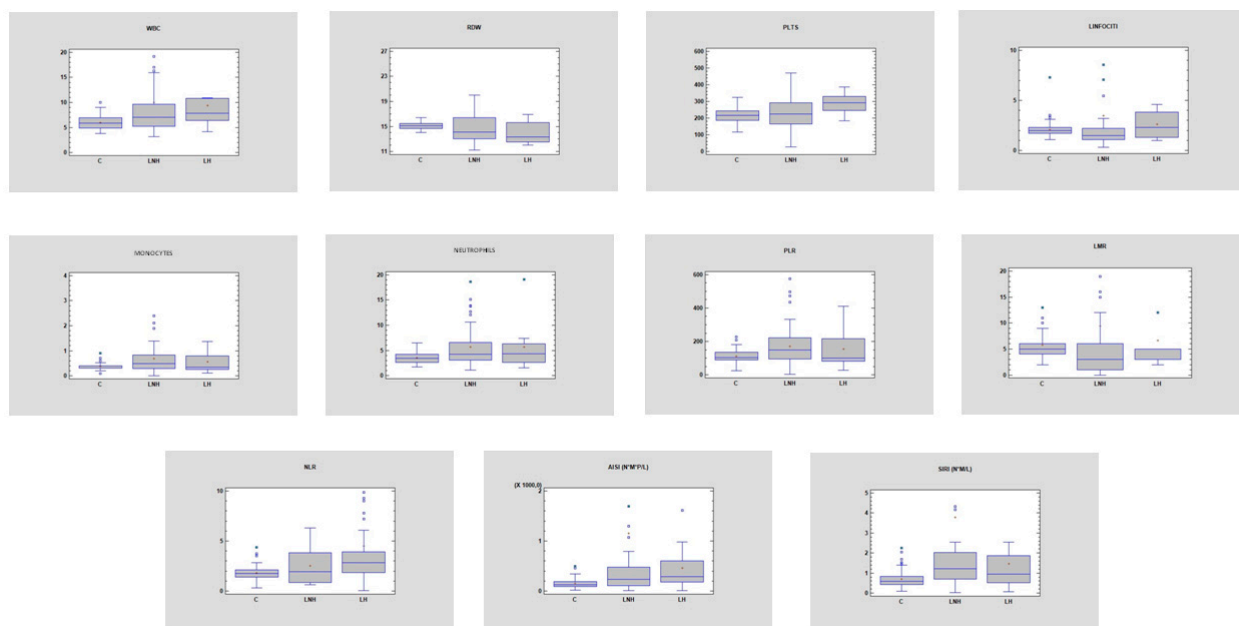 WBC
20
15
10
5
0
C LNH LH
RDW
27
23
19
15
11
C LNH LH
PLTS
600
500
400
300
200
100
0
C LNH LH
LINFOCITI
10
5
0
C LNH LH
MONOCYTES
4
3
2
1
0
C LNH LH
NEUTROPHELS
20
15
10
5
0
C LNH LH
PLR
600
400
200
0
C LNH LH
LMR
20
15
10
5
0
C LNH LH
NLR
10
5
0
C LNH LH
AISI (N*M*P/L)
(X 1000,0)
2
1
0
C LNH LH
SIRI (N*M/L)
5
4
3
2
1
0
C LNH LH